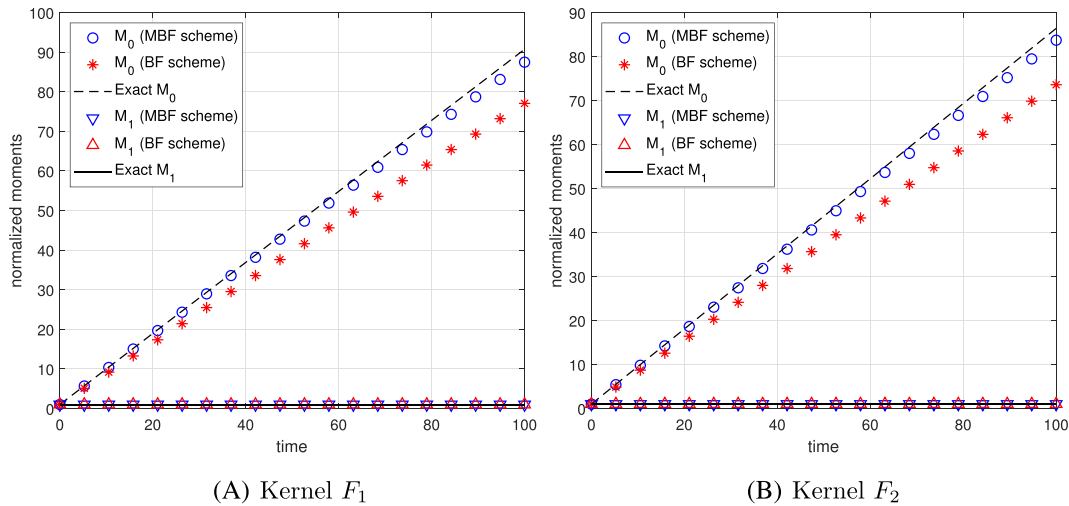 100
90
80
70
60
50
40
30
20
10
0
normalized moments
M0 (MBF scheme)
M0 (BF scheme)
Exact M0
M1 (MBF scheme)
M1 (BF scheme)
Exact M1
0
20
40
60
80
100
time
(A) Kernel F1
90
80
70
60
50
40
30
20
10
0
normalized moments
M0 (MBF scheme)
M0 (BF scheme)
Exact M0
M1 (MBF scheme)
M1 (BF scheme)
Exact M1
0
20
40
60
80
100
time
(B) Kernel F2